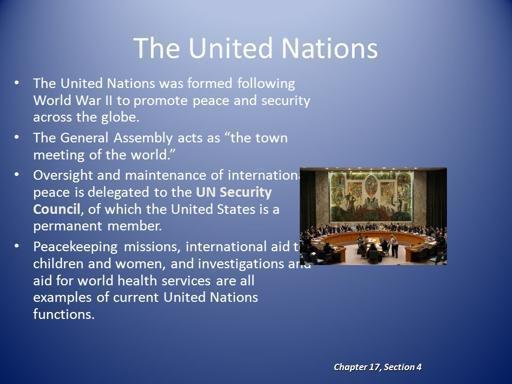 The United Nations
• The United Nations was formed following
World War II to promote peace and security
across the globe.
• The General Assembly acts as “the town
meeting of the world.”
• Oversight and maintenance of internationa
peace is delegated to the UN Security
Council, of which the United States is a
permanent member.
• Peacekeeping missions, international aid t
children and women, and investigations and
aid for world health services are all
examples of current United Nations
functions.
Chapter 17, Section 4